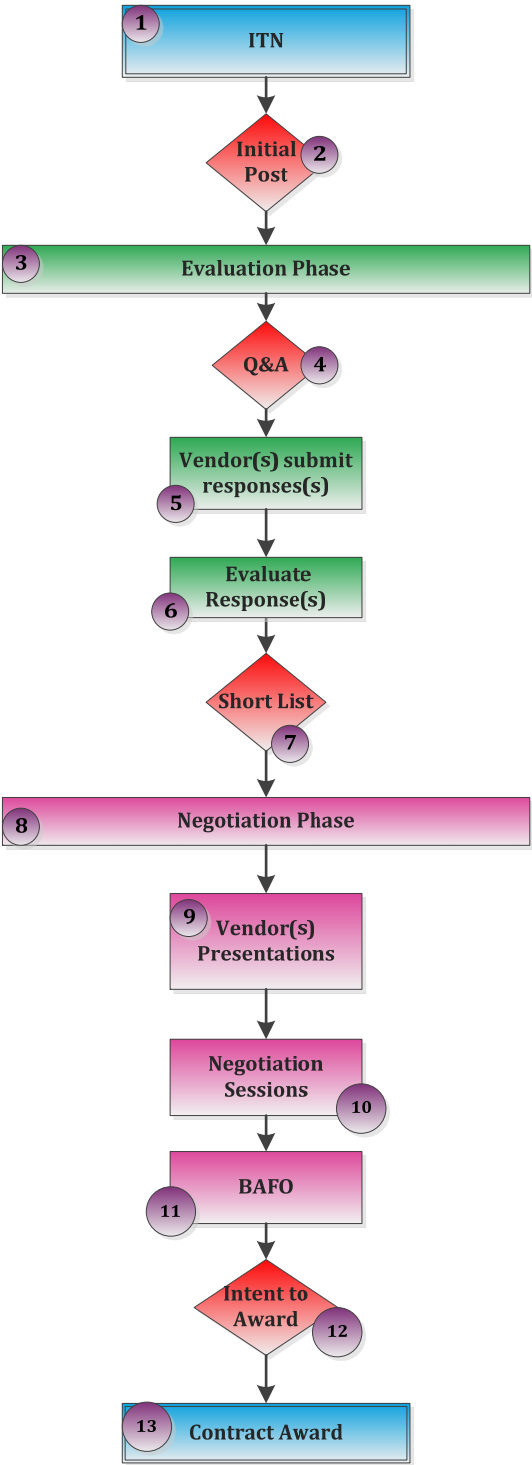 1
ITN
Initial
2
Post
3
Evaluation Phase
Q&A
4
Vendor(s) submit
responses(s)
5
Evaluate
Response(s)
6
Short List
7
8
Negotiation Phase
9
Vendor(s)
Presentations
Negotiation
Sessions
10
BAFO
11
Intent to
Award
12
13
Contract Award